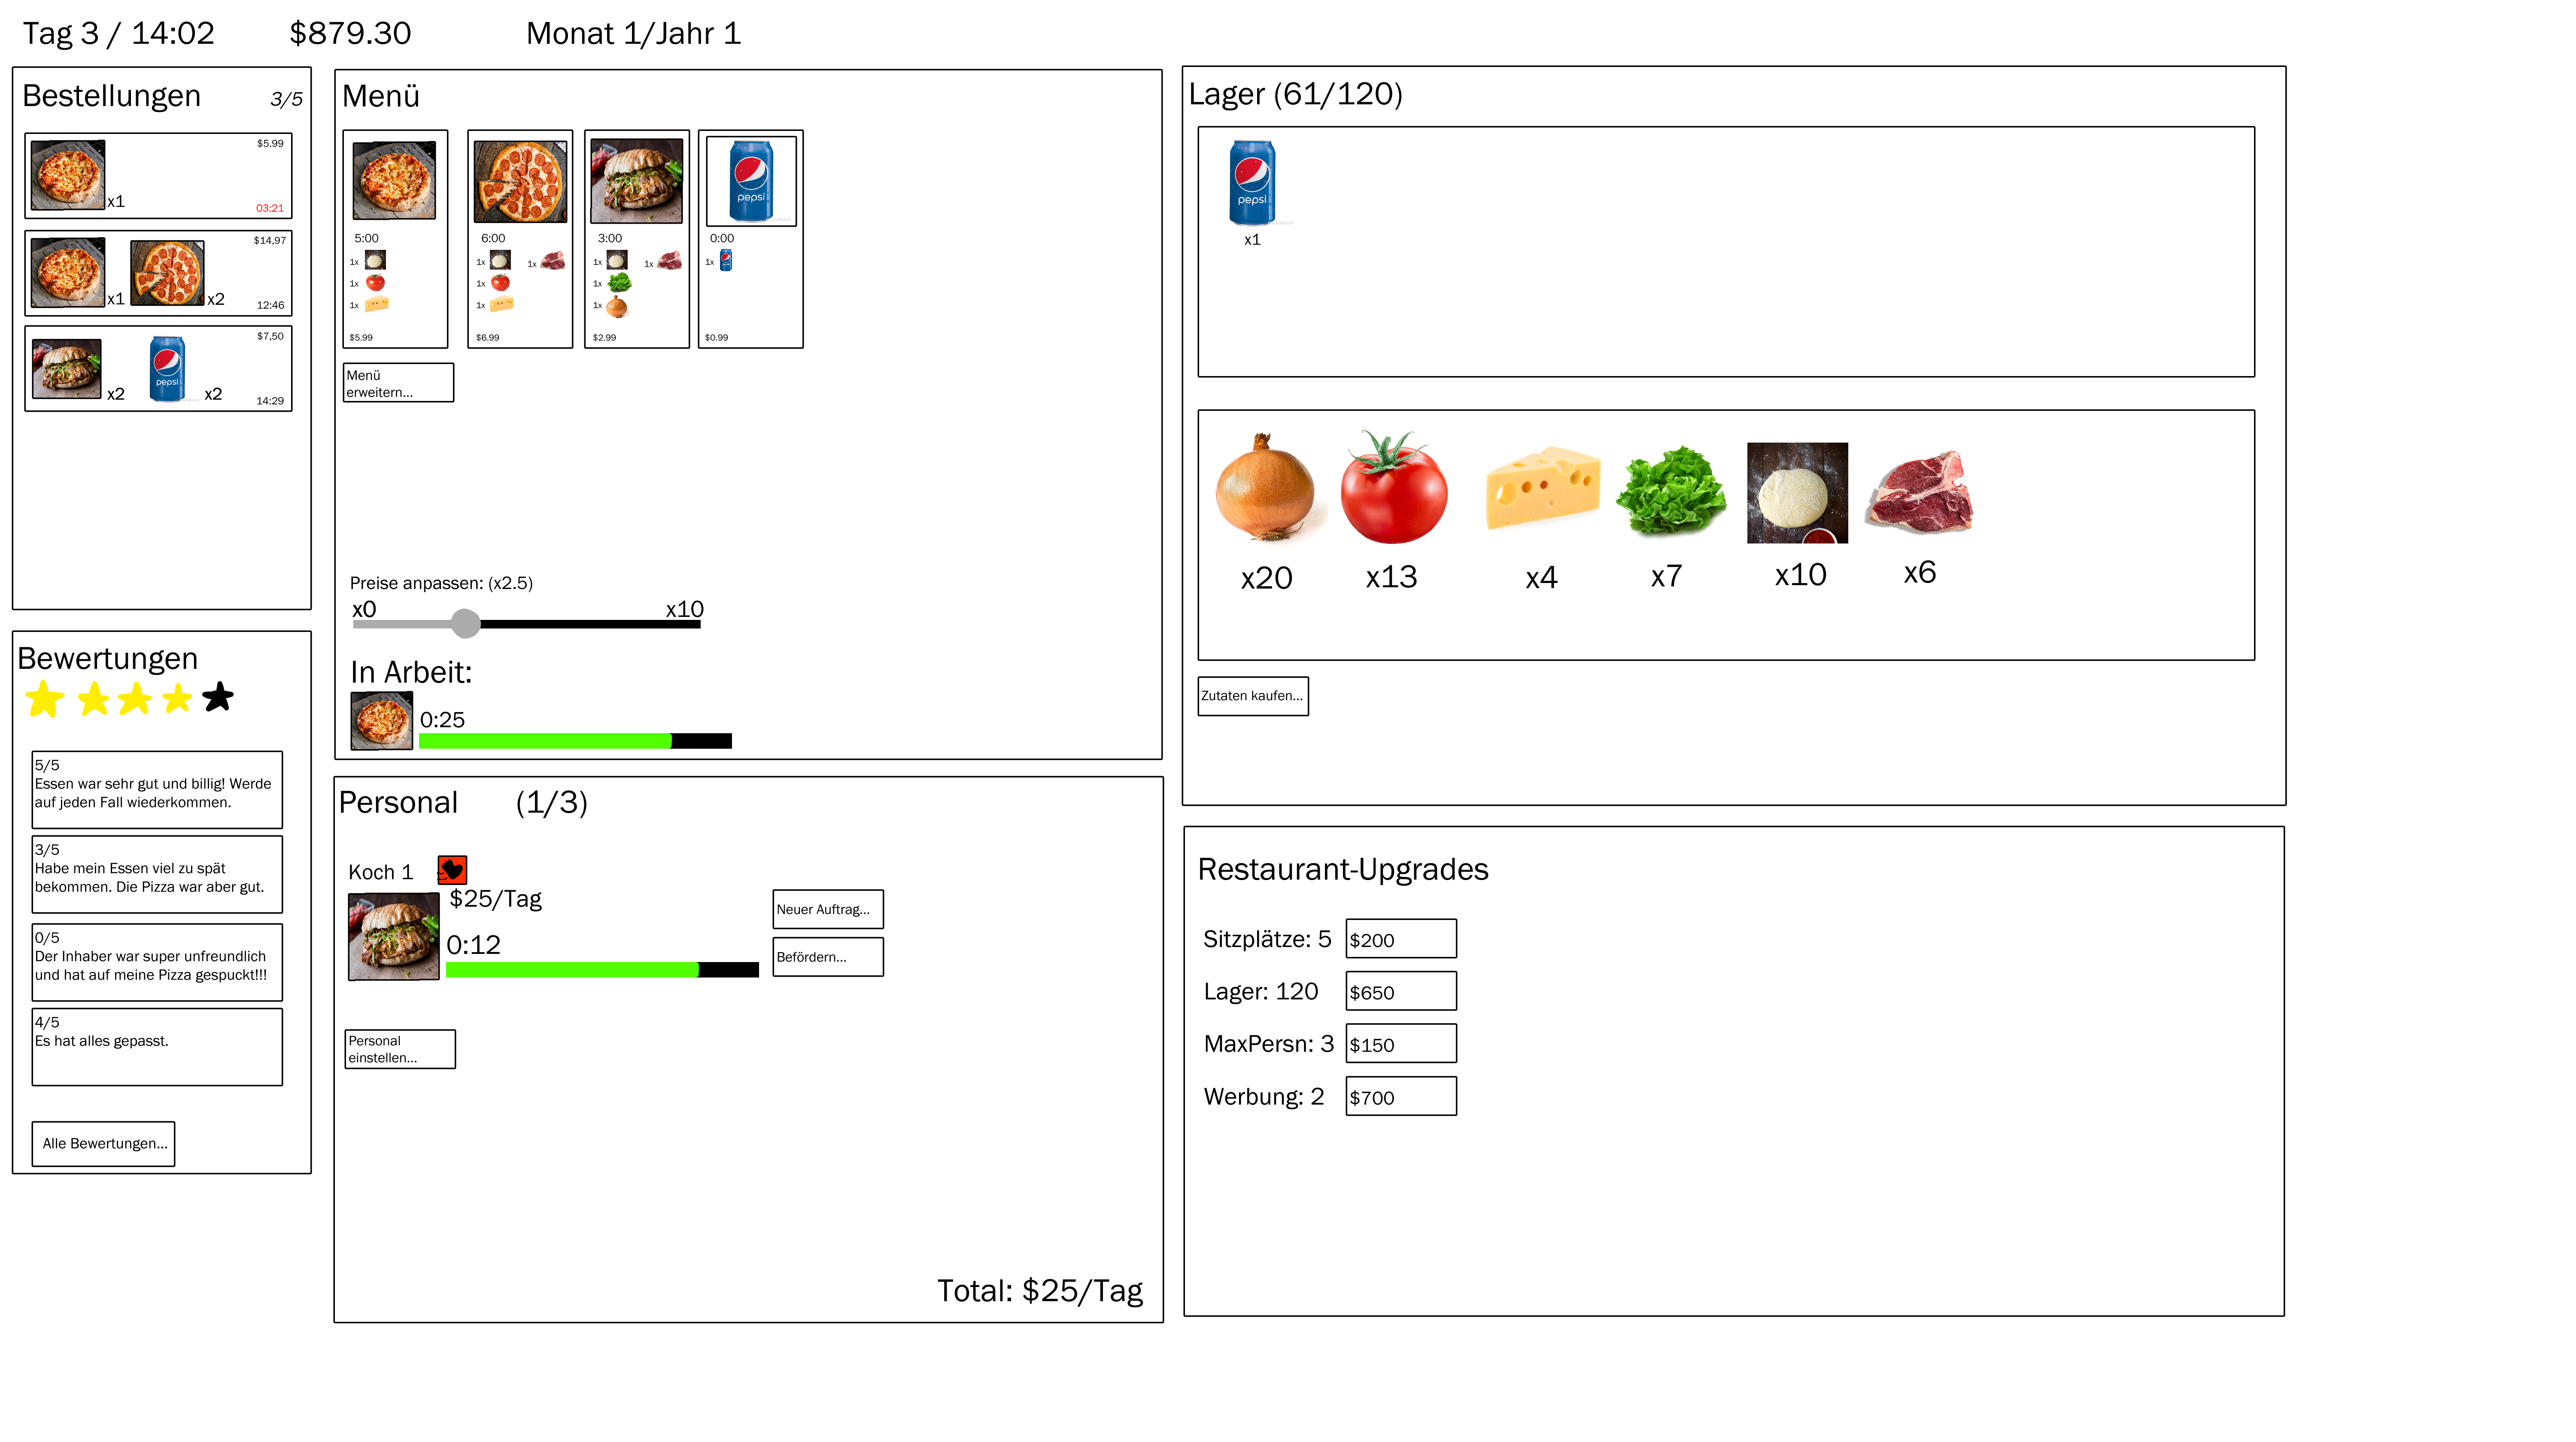 Tag 3 / 14:02
$879.30
Monat 1/Jahr 1
Bestellungen
3/5
$5.99
x1
03:21
$14,97
x1
x2
12:46
$7,50
pepsi
x2
x2
14:29
Bewertungen
5/5
Essen war sehr gut und billig! Werde
auf jeden Fall wiederkommen.
3/5
Habe mein Essen viel zu spät
bekommen. Die Pizza war aber gut.
0/5
Der Inhaber war super unfreundlich
und hat auf meine Pizza gespuckt!!!
4/5
Es hat alles gepasst.
Alle Bewertungen...
Menü
5:00
1x
1x
1x
$5.99
6:00
1x
1x
1x
1x
$6.99
3:00
1x
1x
1x
1x
$2.99
pepsi
0:00
1x
$0.99
Menü
erweitern...
Preise anpassen: (x2.5)
x0
x10
In Arbeit:
0:25
Personal
(1/3)
Koch 1
$25/Tag
0:12
Neuer Auftrag...
Befördern...
Personal
einstellen...
Total: $25/Tag
Lager (61/120)
pepsi
x1
x20
x13
x4
x7
x10
x6
Zutaten kaufen...
Restaurant-Upgrades
Sitzplätze: 5
$200
Lager: 120
$650
MaxPersn: 3
$150
Werbung: 2
$700